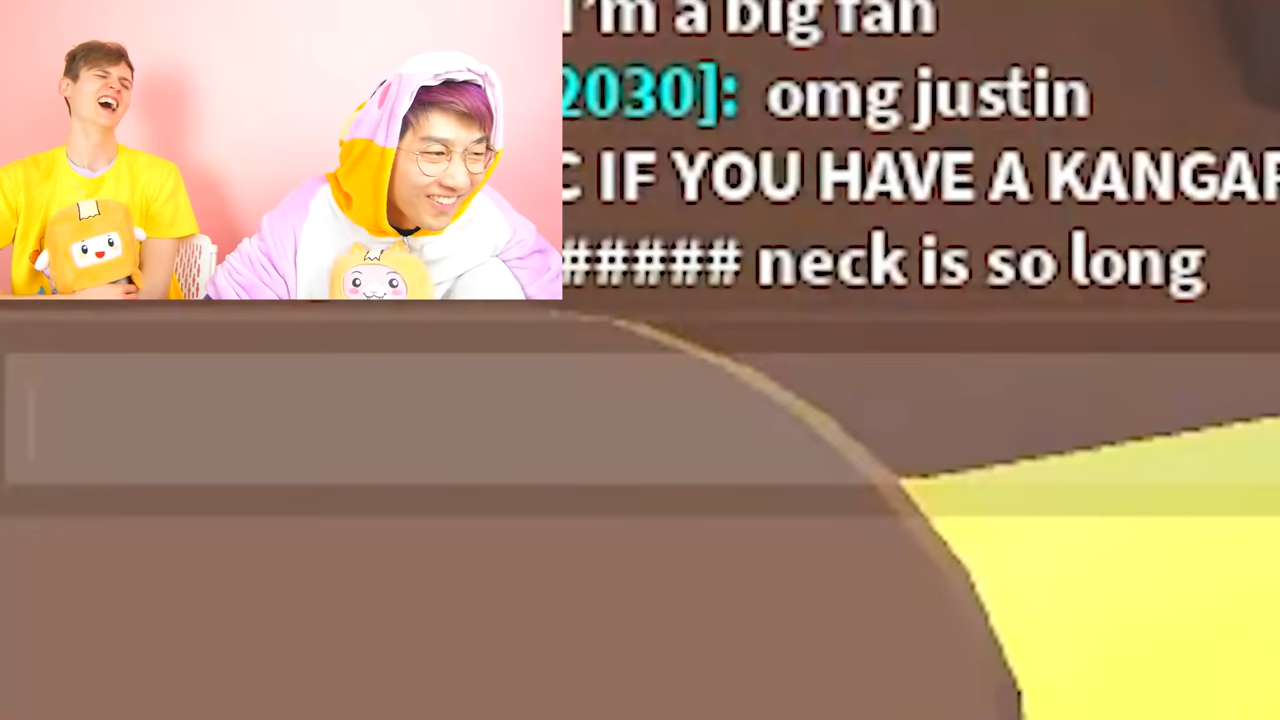 I'm a big fan
2030]: omg justin
C IF YOU HAVE A KANGAR
##### neck is so long